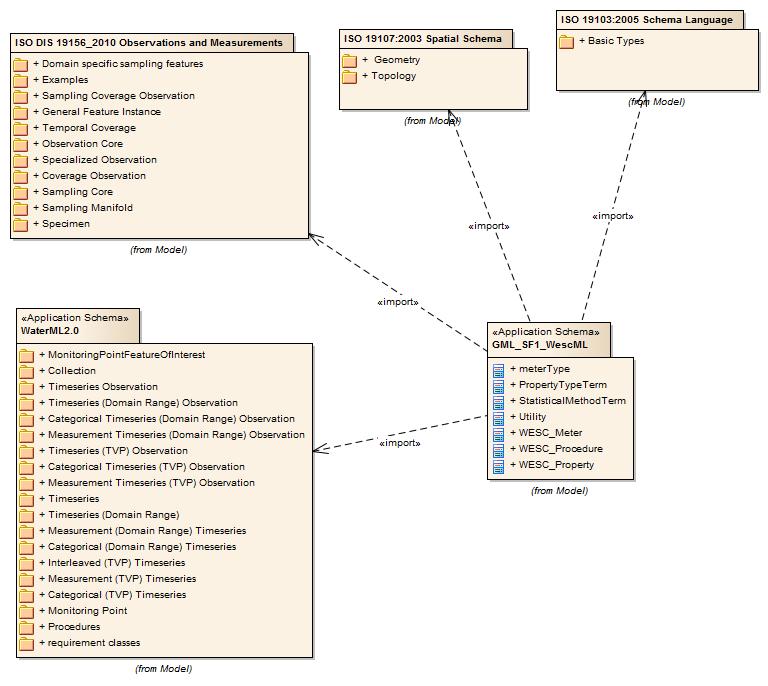 ISO DIS 19156_2010 Observations and Measurements
+ Domain specific sampling features
+ Examples
+ Sampling Coverage Observation
+ General Feature Instance
+ Temporal Coverage
+ Observation Core
+ Specialized Observation
+ Coverage Observation
+ Sampling Core
+ Sampling Manifold
+ Specimen
(from Model)
ISO 19107:2003 Spatial Schema
+ Geometry
+ Topology
(from Model)
ISO 19103:2005 Schema Language
+ Basic Types
(from Model)
«import»
«import»
«import»
«import»
«Application Schema»
WaterML2.0
+ MonitoringPointFeatureOfInterest
+ Collection
+ Timeseries Observation
+ Timeseries (Domain Range) Observation
+ Categorical Timeseries (Domain Range) Observation
+ Measurement Timeseries (Domain Range) Observation
+ Timeseries (TVP) Observation
+ Categorical Timeseries (TVP) Observation
+ Measurement Timeseries (TVP) Observation
+ Timeseries
+ Timeseries (Domain Range)
+ Measurement (Domain Range) Timeseries
+ Categorical (Domain Range) Timeseries
+ Interleaved (TVP) Timeseries
+ Measurement (TVP) Timeseries
+ Categorical (TVP) Timeseries
+ Monitoring Point
+ Procedures
+ requirement classes
(from Model)
«Application Schema»
GML_SF1_WescML
+ meterType
+ PropertyTypeTerm
+ StatisticalMethodTerm
+ Utility
+ WESC_Meter
+ WESC_Procedure
+ WESC_Property
(from Model)